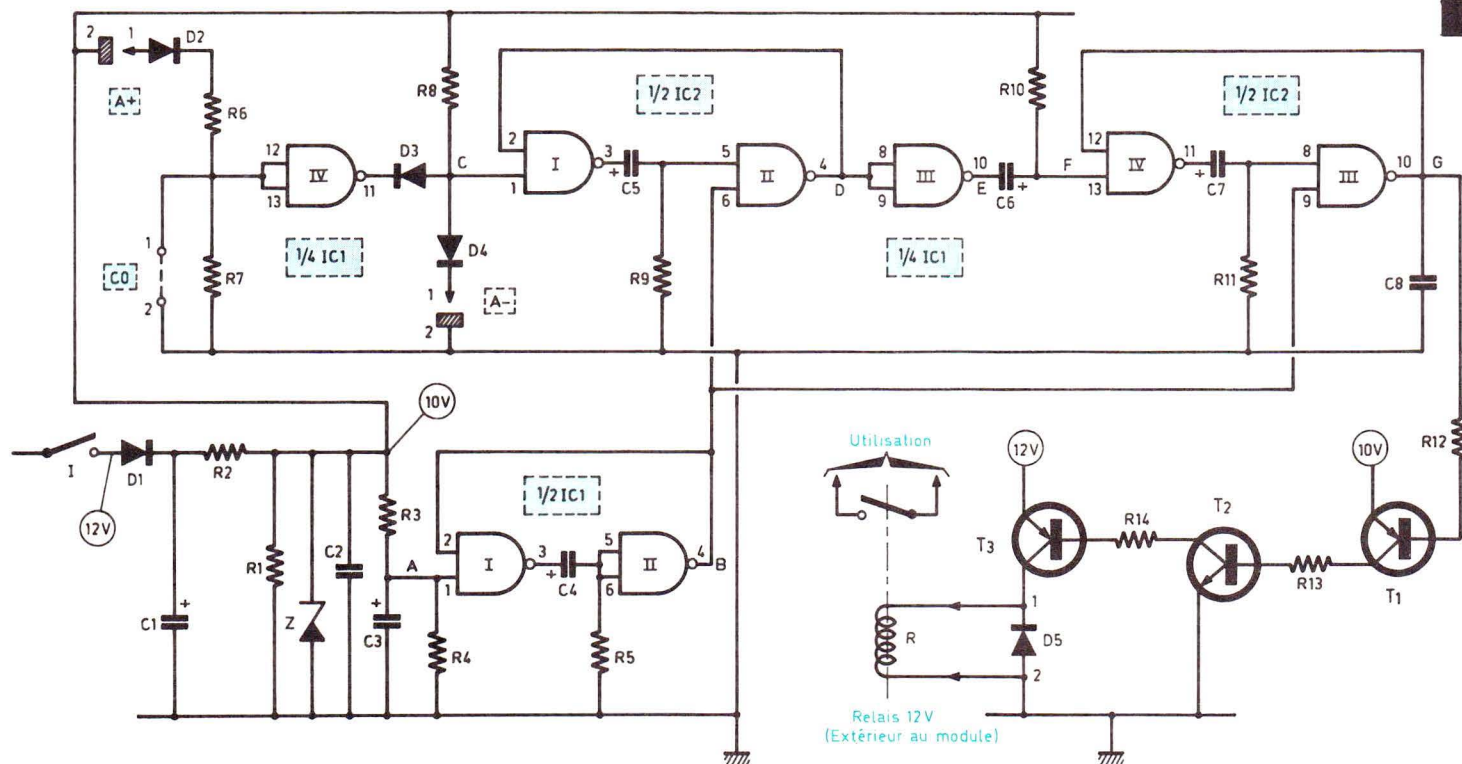 2
1
D2
A+
R6
12
13
IV
11
D3
C
R8
1/2 IC2
2
1
I
3
+
C5
5
6
II
4
D
8
9
III
10
E
C6
+
R10
F
1/2 IC2
12
13
IV
11
+
C7
8
9
III
10
G
1
CO
2
R7
1/4 IC1
D4
1
A-
2
R9
1/4 IC1
R11
C8
10V
I
D1
12V
R2
R1
C1
+
Z
C2
R3
A
+
C3
R4
1/2 IC1
2
1
I
3
+
C4
5
6
II
4
B
R5
Utilisation
R
1
D5
2
Relais 12V
(Extérieur au module)
12V
T3
R14
T2
R13
10V
T1
R12